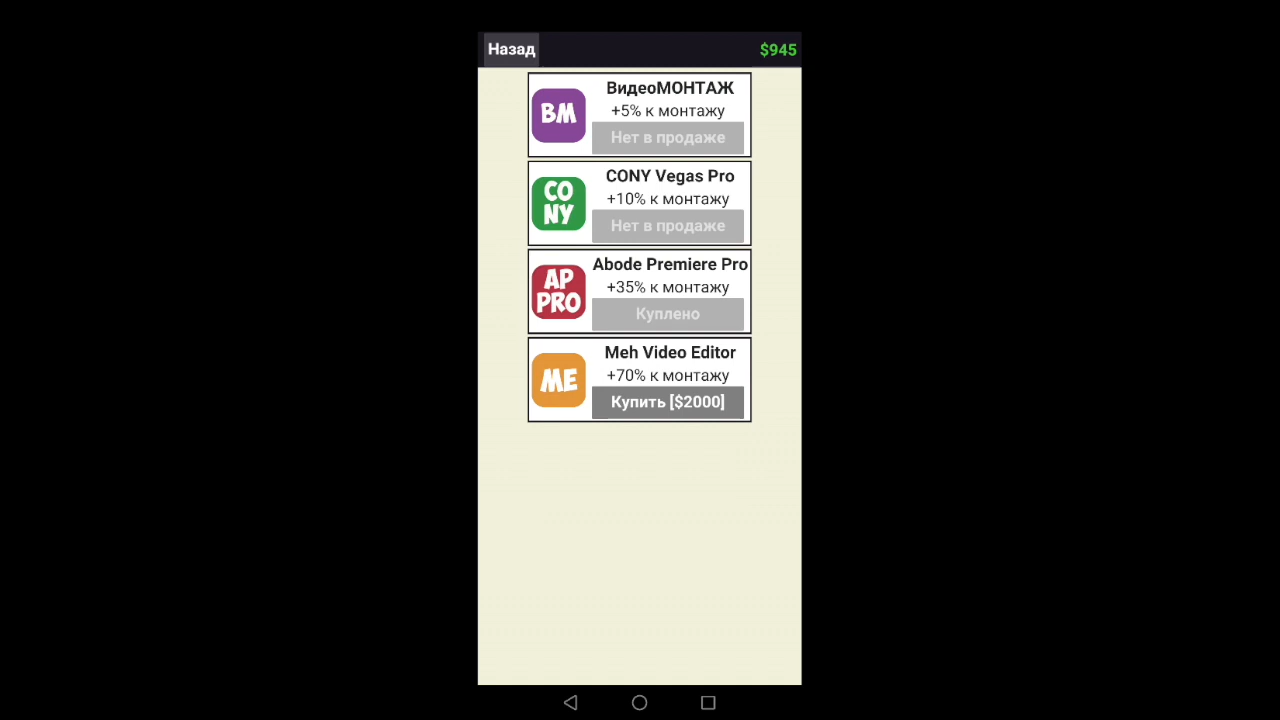 Назад
$945
ВМ
ВидеоМОНТАЖ
+5% к монтажу
Нет в продаже
CO
NY
CONY Vegas Pro
+10% к монтажу
Нет в продаже
AP
PRO
Abode Premiere Pro
+35% к монтажу
Куплено
ME
Meh Video Editor
+70% к монтажу
Купить [$2000]